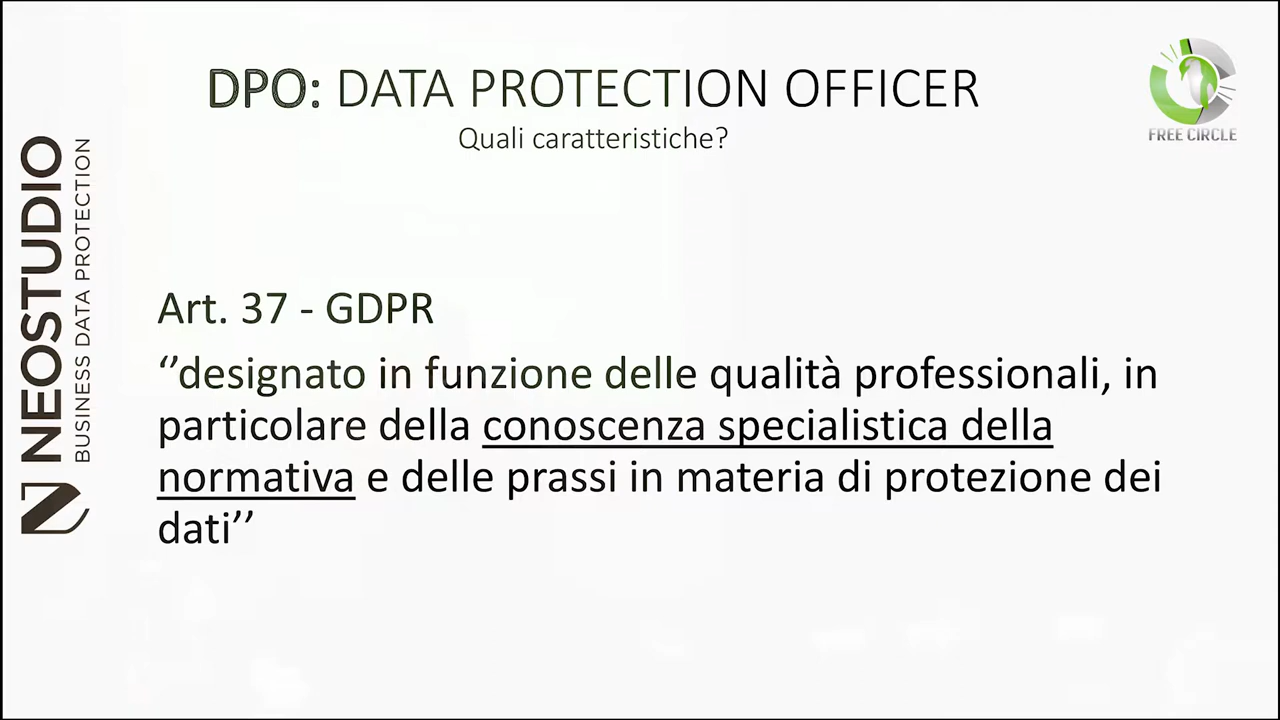 DPO: DATA PROTECTION OFFICER
Quali caratteristiche?
FREE CIRCLE
NEOSTUDIO
BUSINESS DATA PROTECTION
Art. 37 - GDPR
‘’designato in funzione delle qualità professionali, in
particolare della conoscenza specialistica della
normativa e delle prassi in materia di protezione dei
dati’’